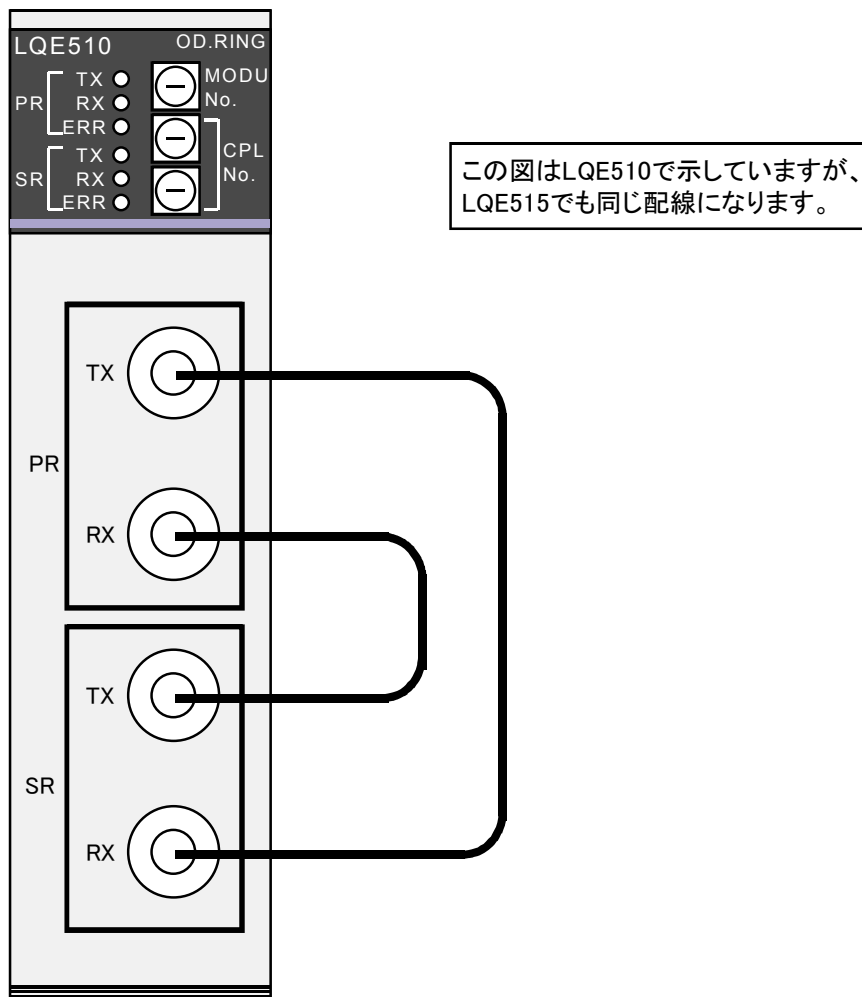 LQE510 OD.RING
MODU
No.
PR
TX
RX
ERR
CPL
No.
SR
TX
RX
ERR
この図はLQE510で示していますが、
LQE515でも同じ配線になります。
PR
TX
RX
SR
TX
RX